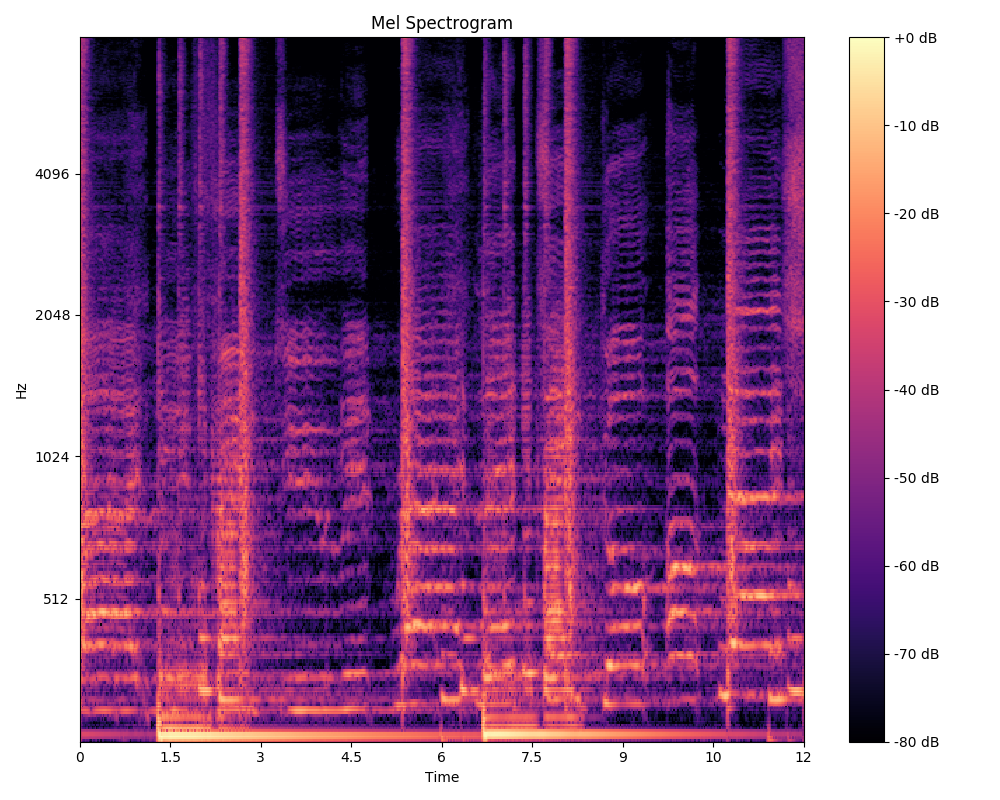 Mel Spectrogram
Hz
4096
2048
1024
512
0 1.5 3 4.5 6 7.5 9 10 12
Time
+0 dB
-10 dB
-20 dB
-30 dB
-40 dB
-50 dB
-60 dB
-70 dB
-80 dB